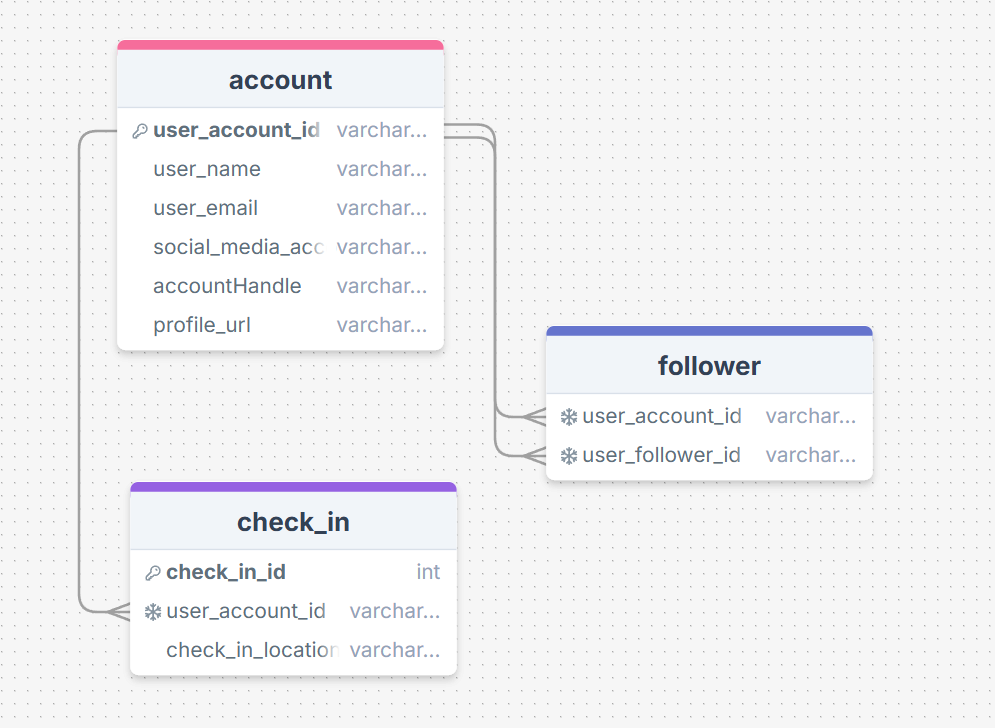 account
user_account_id varchar...
user_name varchar...
user_email varchar...
social_media_acc varchar...
accountHandle varchar...
profile_url varchar...
follower
user_account_id varchar...
user_follower_id varchar...
check_in
check_in_id int
user_account_id varchar...
check_in_location varchar...